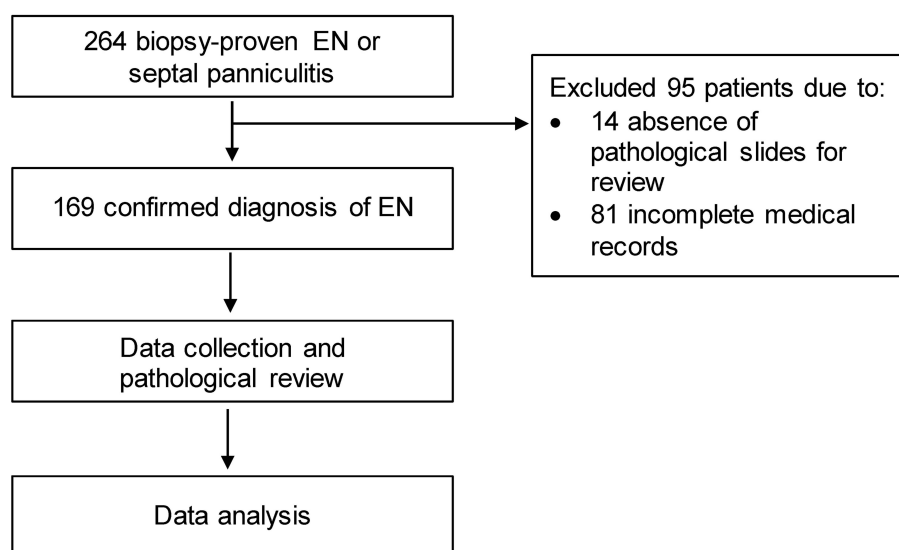 264 biopsy-proven EN or
septal panniculitis
Excluded 95 patients due to:
• 14 absence of
pathological slides for
review
• 81 incomplete medical
records
169 confirmed diagnosis of EN
Data collection and
pathological review
Data analysis